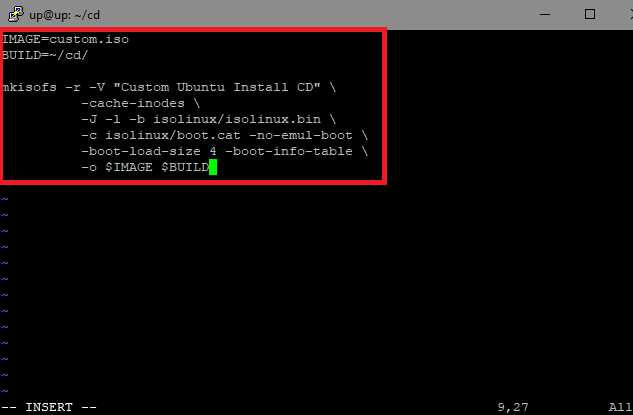 up@up: ~/cd
IMAGE=custom.iso
BUILD=~/cd/

mkisofs -r -V "Custom Ubuntu Install CD" \
          -cache-inodes \
          -J -l -b isolinux/isolinux.bin \
          -c isolinux/boot.cat -no-emul-boot \
          -boot-load-size 4 -boot-info-table \
          -o $IMAGE $BUILD
~
~
~
~
~
~
~
~
~
~
~
~
~
-- INSERT -- 9,27 All